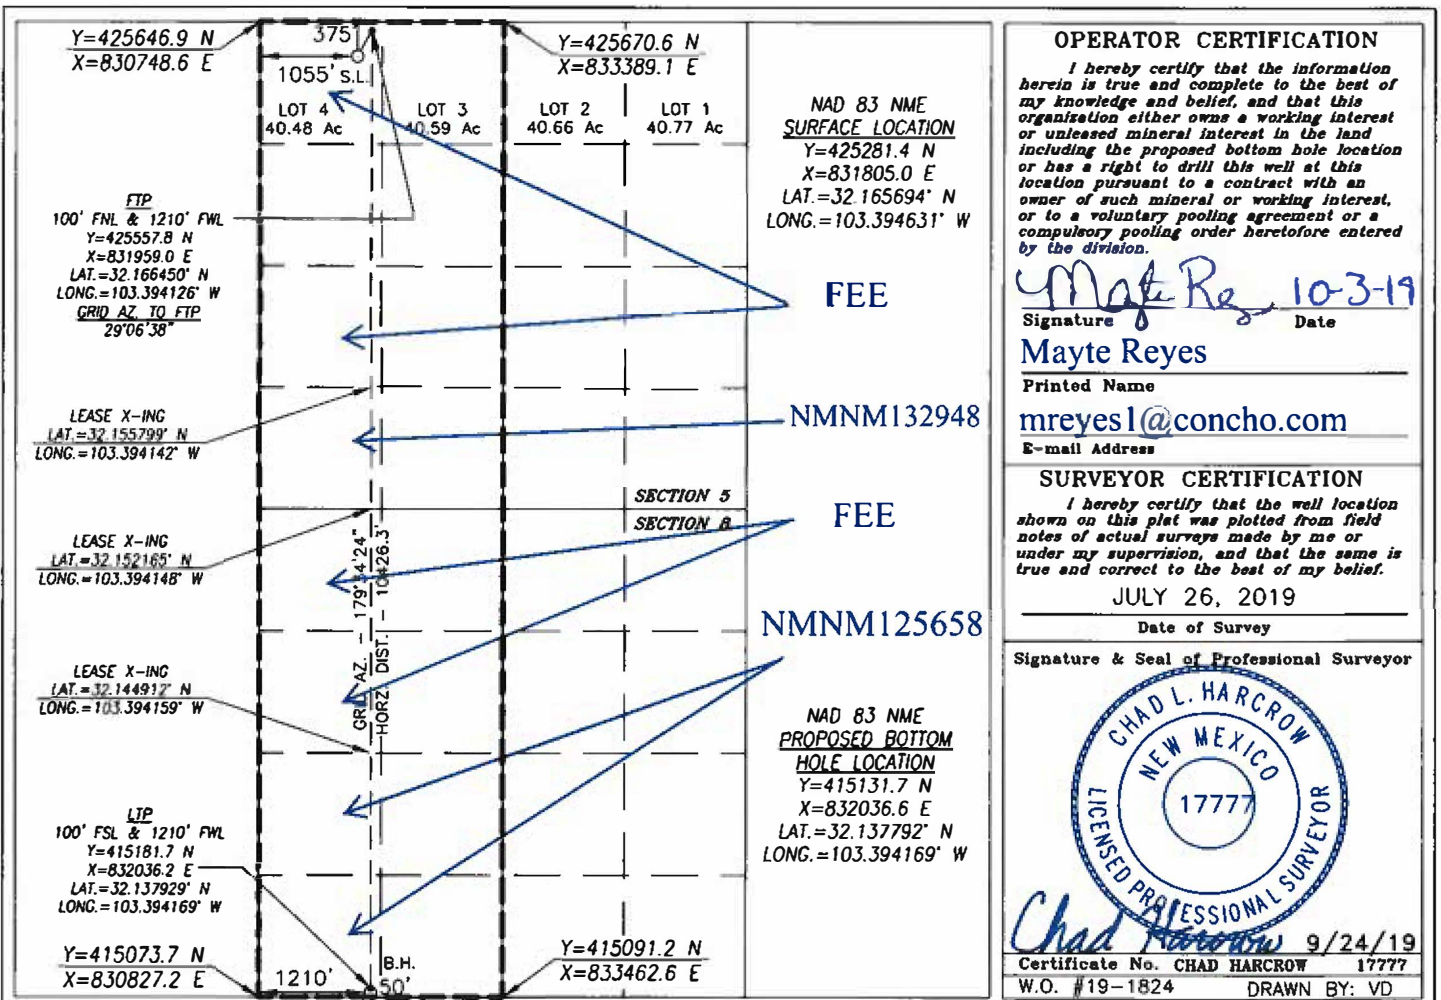 Y=425646.9 N
X=830748.6 E
375'
1055' S.L.
Y=425670.6 N
X=833389.1 E
LOT 4
40.48 Ac
LOT 3
40.59 Ac
LOT 2
40.66 Ac
LOT 1
40.77 Ac
FTP
100' FNL & 1210' FWL
Y=425557.8 N
X=831959.0 E
LAT.=32.166450° N
LONG.=103.394126° W
GRID AZ. TO FTP
29°06'38"
LEASE X-ING
LAT.=32.155799° N
LONG.=103.394142° W
LEASE X-ING
LAT.=32.152165° N
LONG.=103.394148° W
LEASE X-ING
LAT.=32.144912° N
LONG.=103.394159° W
LTP
100' FSL & 1210' FWL
Y=415181.7 N
X=832036.2 E
LAT.=32.137929° N
LONG.=103.394169° W
Y=415073.7 N
X=830827.2 E
1210'
B.H.
50'
Y=415091.2 N
X=833462.6 E
GRID AZ. - 179°34'24"
HORZ. DIST. - 10426.3'
SECTION 5
SECTION 8
NAD 83 NME
SURFACE LOCATION
Y=425281.4 N
X=831805.0 E
LAT.=32.165694° N
LONG.=103.394631° W
FEE
NMNM132948
FEE
NMNM125658
NAD 83 NME
PROPOSED BOTTOM
HOLE LOCATION
Y=415131.7 N
X=832036.6 E
LAT.=32.137792° N
LONG.=103.394169° W
OPERATOR CERTIFICATION
I hereby certify that the information
herein is true and complete to the best of
my knowledge and belief, and that this
organization either owns a working interest
or unleased mineral interest in the land
including the proposed bottom hole location
or has a right to drill this well at this
location pursuant to a contract with an
owner of such mineral or working interest,
or to a voluntary pooling agreement or a
compulsory pooling order heretofore entered
by the division.
10-3-19
Signature Date
Mayte Reyes
Printed Name
mreyes1@concho.com
E-mail Address
SURVEYOR CERTIFICATION
I hereby certify that the well location
shown on this plat was plotted from field
notes of actual surveys made by me or
under my supervision, and that the same is
true and correct to the best of my belief.
JULY 26, 2019
Date of Survey
Signature & Seal of Professional Surveyor
CHAD L. HARCROW
NEW MEXICO
17777
LICENSED PROFESSIONAL SURVEYOR
Chad Harcrow 9/24/19
Certificate No. CHAD HARCROW 17777
W.O. #19-1824 DRAWN BY: VD